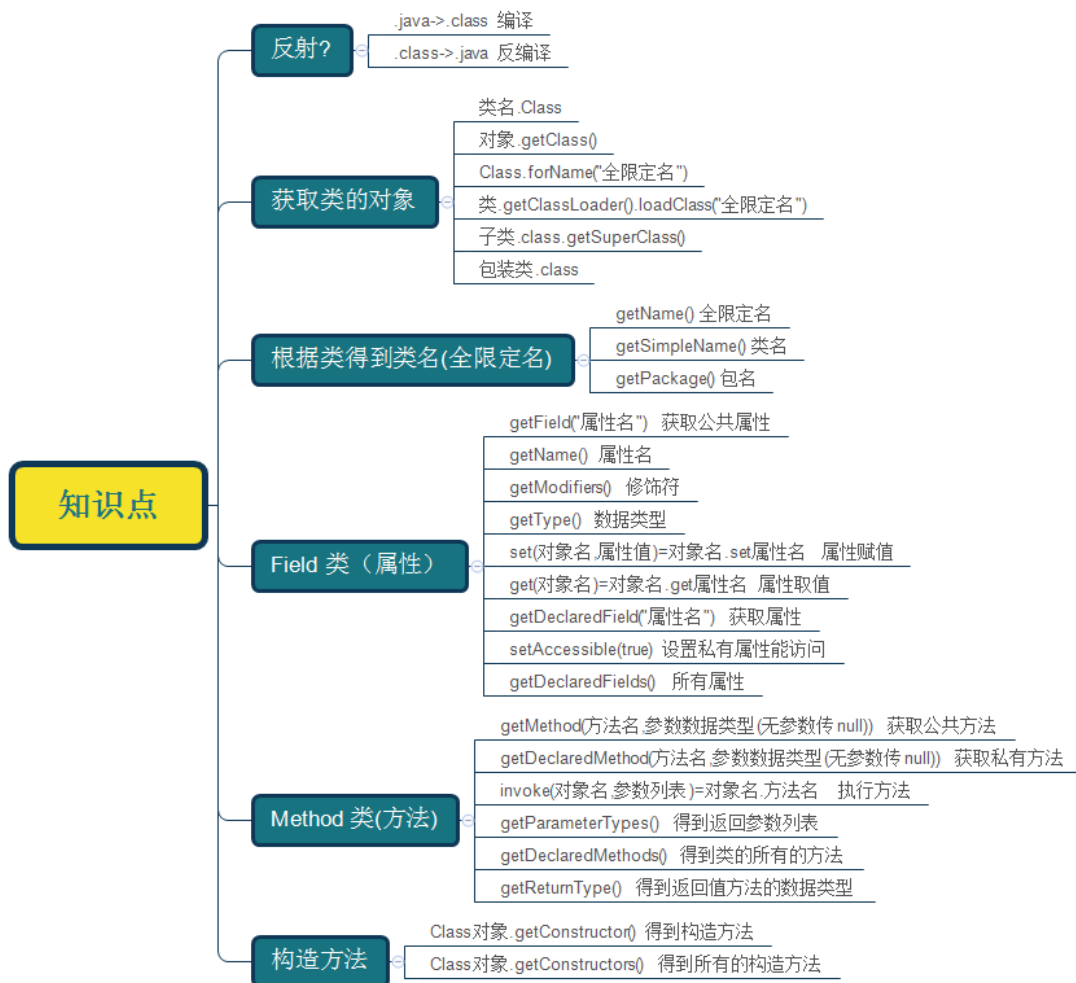 知识点
反射?
.java->.class 编译
.class->.java 反编译
获取类的对象
类名.Class
对象.getClass()
Class.forName("全限定名")
类.getClassLoader().loadClass("全限定名")
子类.class.getSuperClass()
包装类.class
根据类得到类名(全限定名)
getName() 全限定名
getSimpleName() 类名
getPackage() 包名
Field 类（属性）
getField("属性名") 获取公共属性
getName() 属性名
getModifiers() 修饰符
getType() 数据类型
set(对象名,属性值)=对象名.set属性名 属性赋值
get(对象名)=对象名.get属性名 属性取值
getDeclaredField("属性名") 获取属性
setAccessible(true) 设置私有属性能访问
getDeclaredFields() 所有属性
Method 类(方法)
getMethod(方法名,参数数据类型(无参数传 null)) 获取公共方法
getDeclaredMethod(方法名,参数数据类型(无参数传 null)) 获取私有方法
invoke(对象名,参数列表)=对象名.方法名 执行方法
getParameterTypes() 得到返回参数列表
getDeclaredMethods() 得到类的所有的方法
getReturnType() 得到返回值方法的数据类型
构造方法
Class对象.getConstructor() 得到构造方法
Class对象.getConstructors() 得到所有的构造方法